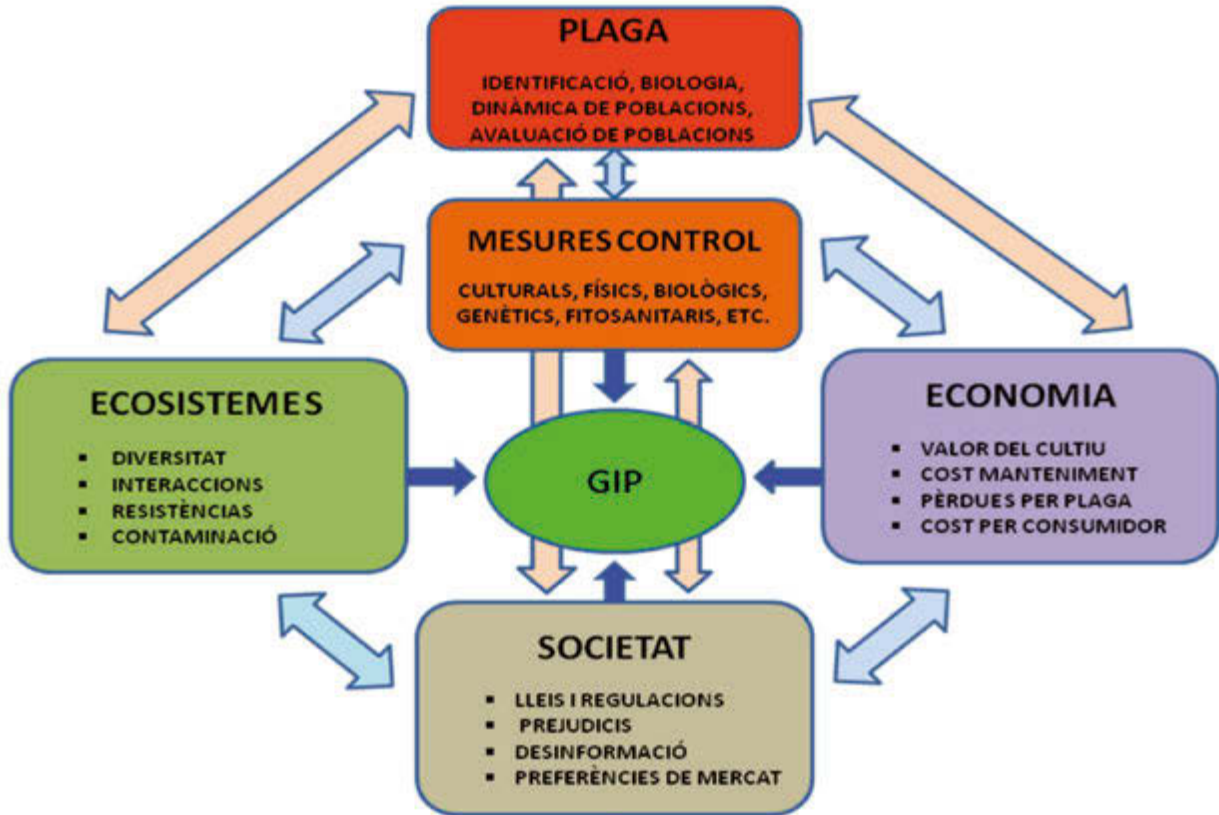 PLAGA
IDENTIFICACIÓ, BIOLOGIA,
DINÀMICA DE POBLACIONS,
AVALUACIÓ DE POBLACIONS
MESURES CONTROL
CULTURALS, FÍSICS, BIOLÒGICS,
GENÈTICS, FITOSANITARIS, ETC.
ECOSISTEMES
▪ DIVERSITAT
▪ INTERACCIONS
▪ RESISTÈNCIAS
▪ CONTAMINACIÓ
GIP
ECONOMIA
▪ VALOR DEL CULTIU
▪ COST MANTENIMENT
▪ PÈRDUES PER PLAGA
▪ COST PER CONSUMIDOR
SOCIETAT
▪ LLEIS I REGULACIONS
▪ PREJUDICIS
▪ DESINFORMACIÓ
▪ PREFERÈNCIES DE MERCAT